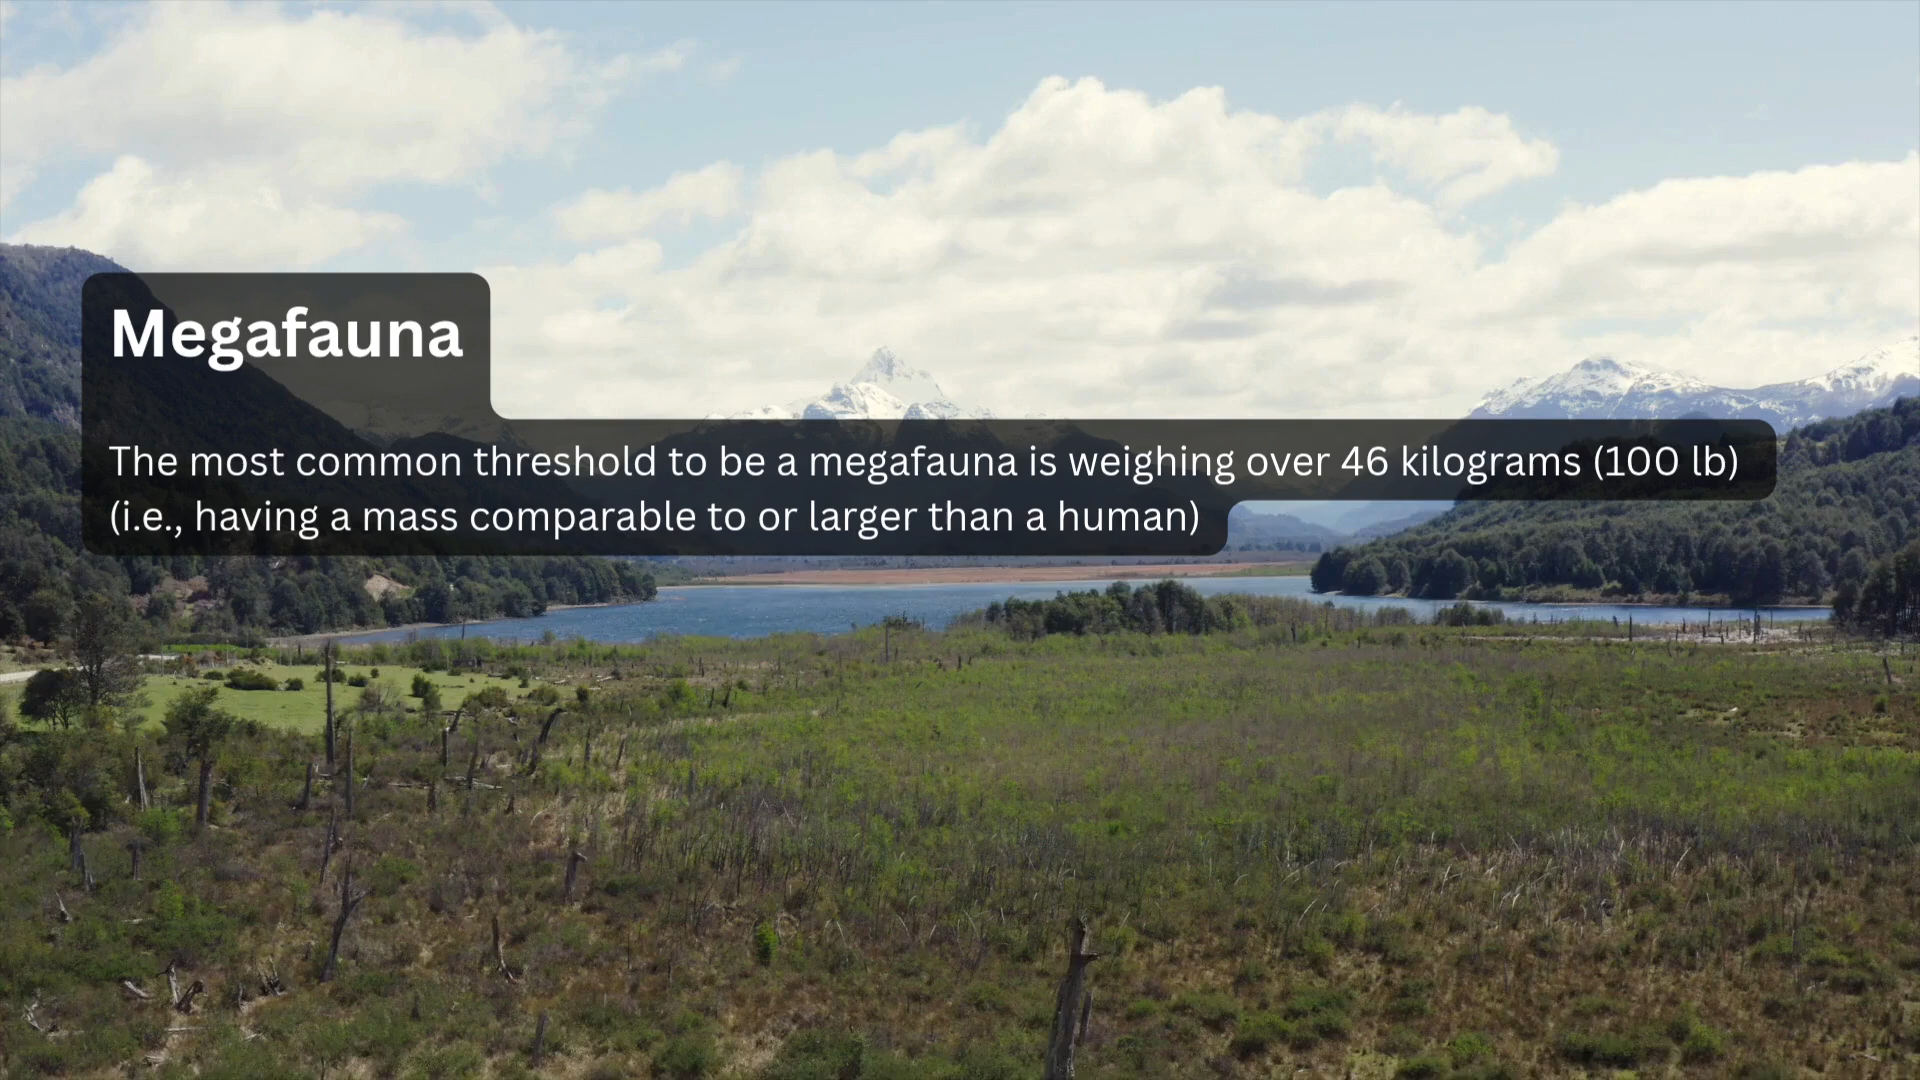 Megafauna
The most common threshold to be a megafauna is weighing over 46 kilograms (100 lb)
(i.e., having a mass comparable to or larger than a human)